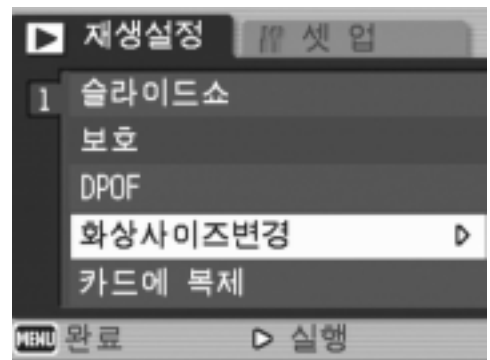 재생설정 셋 업
1 슬라이드쇼
보호
DPOF
화상사이즈변경
카드에 복제
MENU 완료 실행